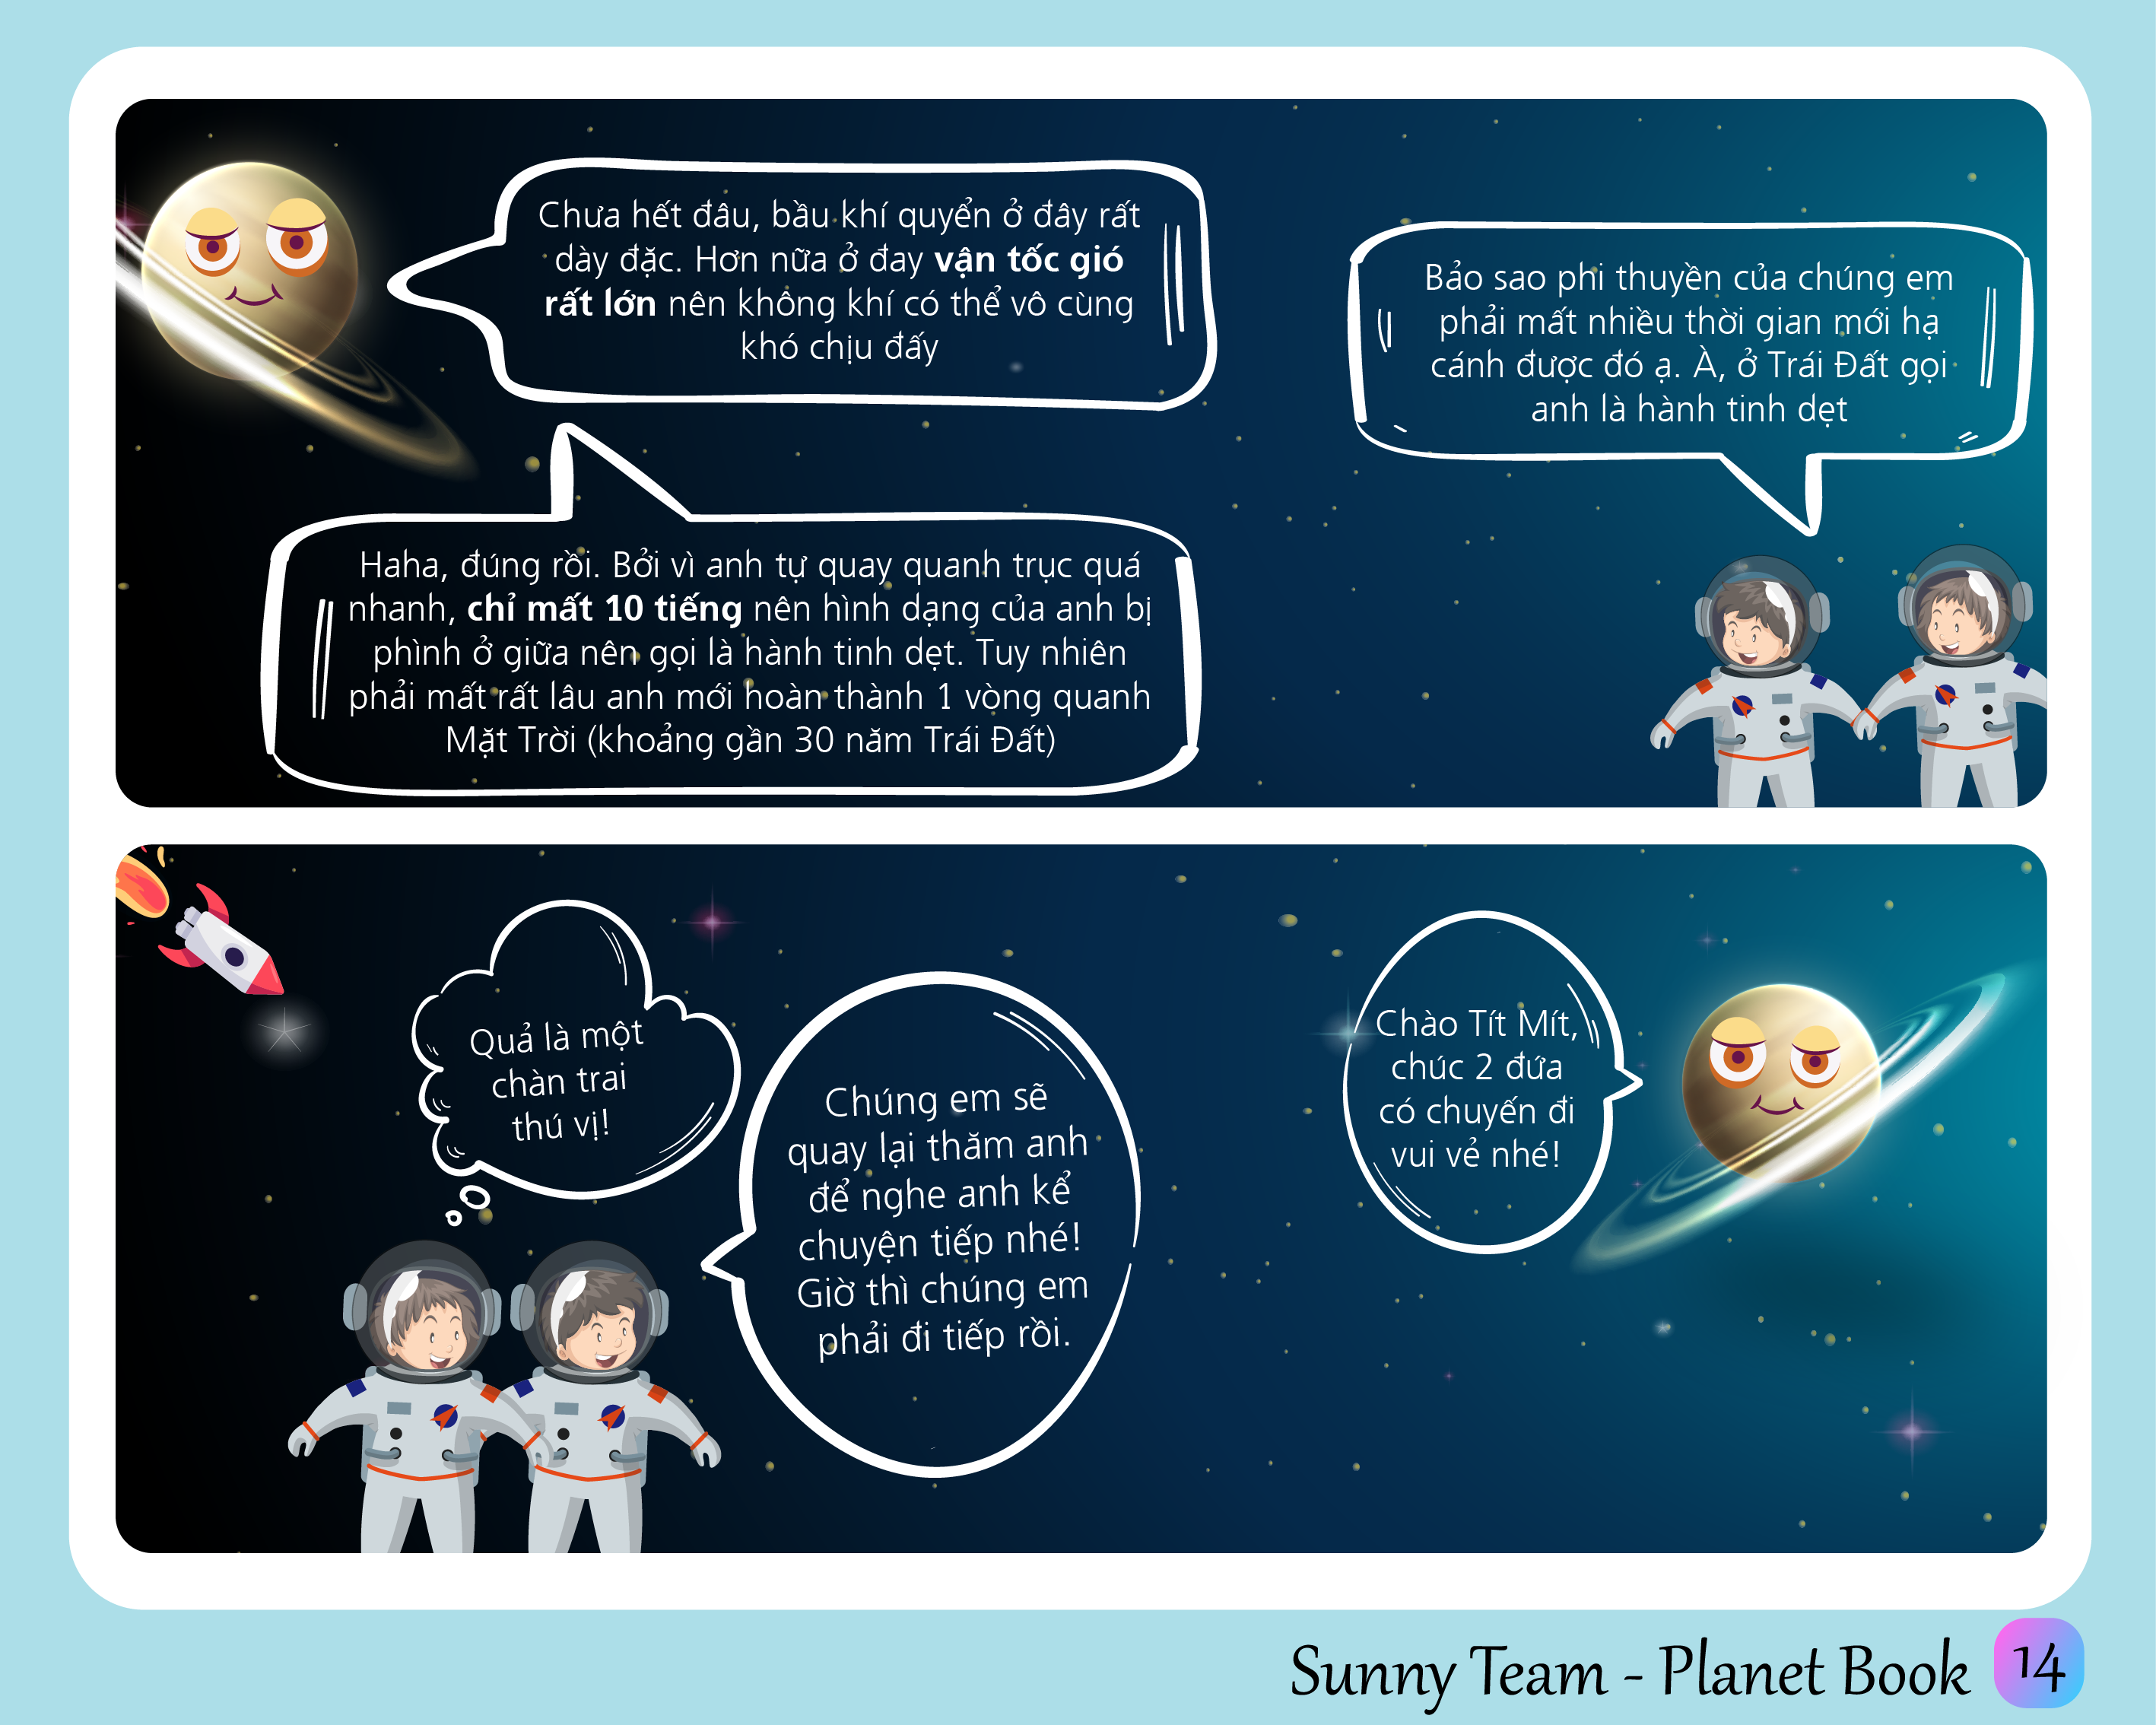 Chưa hết đâu, bầu khí quyển ở đây rất
dày đặc. Hơn nữa ở đay vận tốc gió
rất lớn nên không khí có thể vô cùng
khó chịu đấy
Bảo sao phi thuyền của chúng em
phải mất nhiều thời gian mới hạ
cánh được đó ạ. À, ở Trái Đất gọi
anh là hành tinh dẹt
Haha, đúng rồi. Bởi vì anh tự quay quanh trục quá
nhanh, chỉ mất 10 tiếng nên hình dạng của anh bị
phình ở giữa nên gọi là hành tinh dẹt. Tuy nhiên
phải mất rất lâu anh mới hoàn thành 1 vòng quanh
Mặt Trời (khoảng gần 30 năm Trái Đất)
Quả là một
chàn trai
thú vị!
Chúng em sẽ
quay lại thăm anh
để nghe anh kể
chuyện tiếp nhé!
Giờ thì chúng em
phải đi tiếp rồi.
Chào Tít Mít,
chúc 2 đứa
có chuyến đi
vui vẻ nhé!
Sunny Team - Planet Book 14